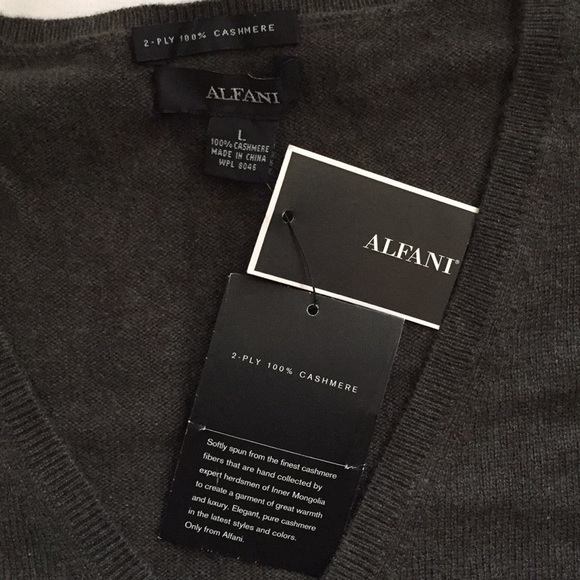 2-PLY 100% CASHMERE
ALFANI
L
100% CASHMERE
MADE IN CHINA
WPL 8046
ALFANI®
2-PLY 100% CASHMERE
Softly spun from the finest cashmere
fibers that are hand collected by
expert herdsmen of Inner Mongolia
to create a garment of great warmth
and luxury. Elegant, pure cashmere
in the latest styles and colors.
Only from Alfani.